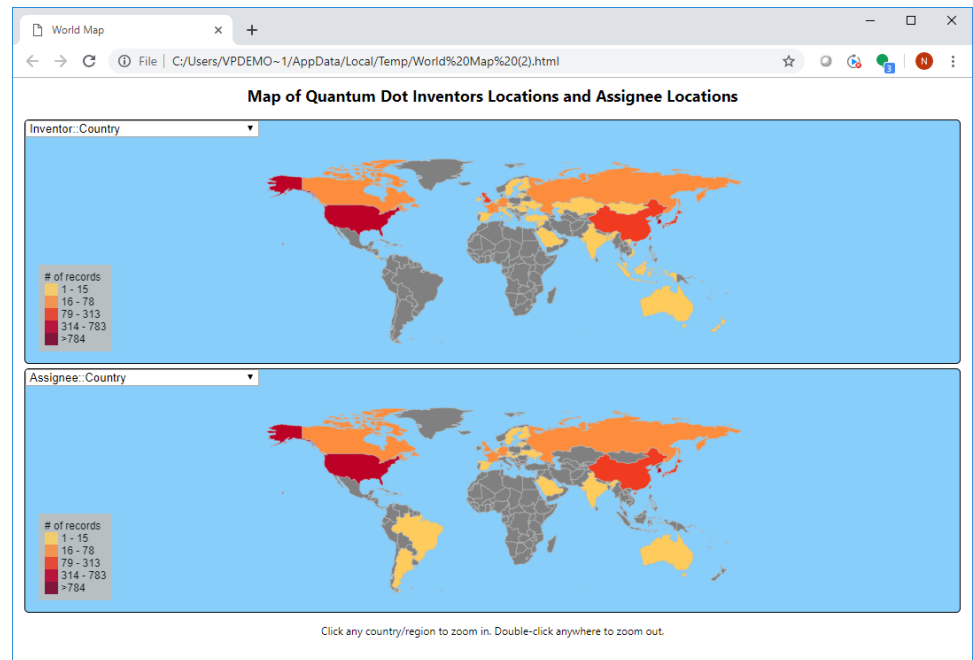 World Map
File
C:/Users/VPDEMO~1/AppData/Local/Temp/World%20Map%20(2).html
3
N
Map of Quantum Dot Inventors Locations and Assignee Locations
Inventor::Country
# of records
1 - 15
16 - 78
79 - 313
314 - 783
>784
Assignee::Country
# of records
1 - 15
16 - 78
79 - 313
314 - 783
>784
Click any country/region to zoom in. Double-click anywhere to zoom out.